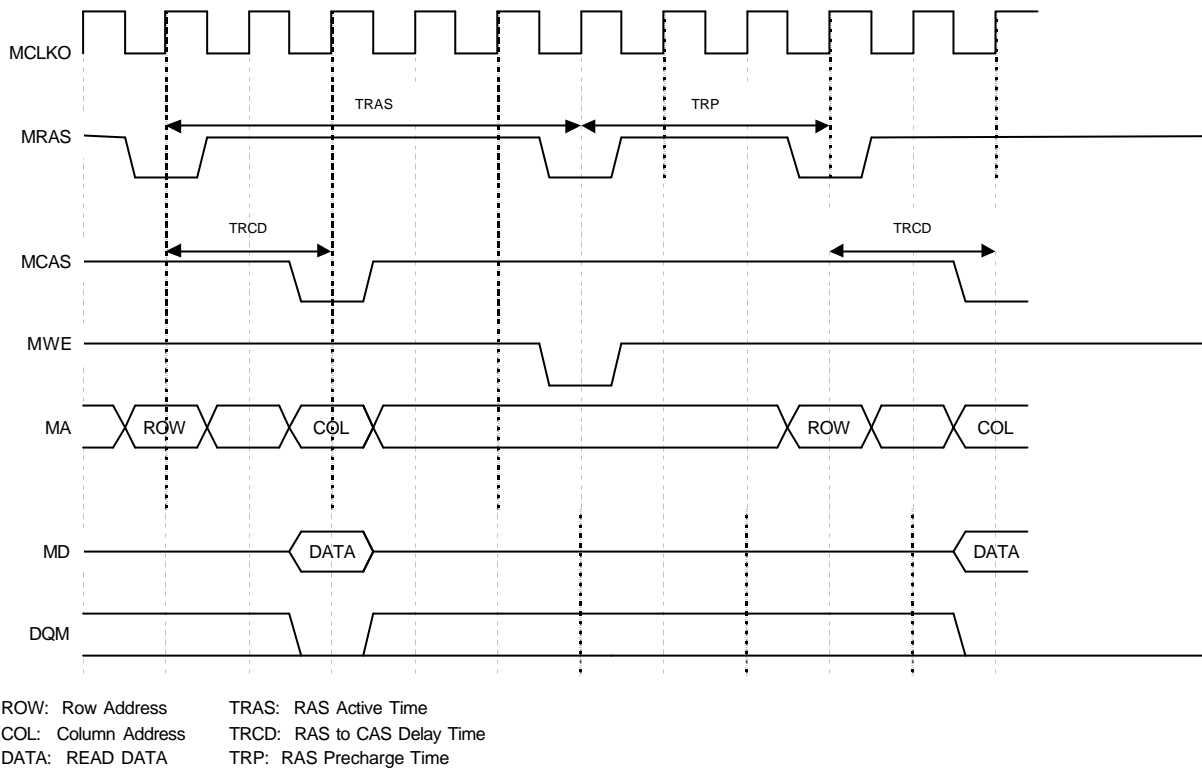 MCLKO
TRAS TRP
MRAS
TRCD TRCD
MCAS
MWE
MA ROW COL ROW COL
MD DATA DATA
DQM
ROW: Row Address TRAS: RAS Active Time
COL: Column Address TRCD: RAS to CAS Delay Time
DATA: READ DATA TRP: RAS Precharge Time